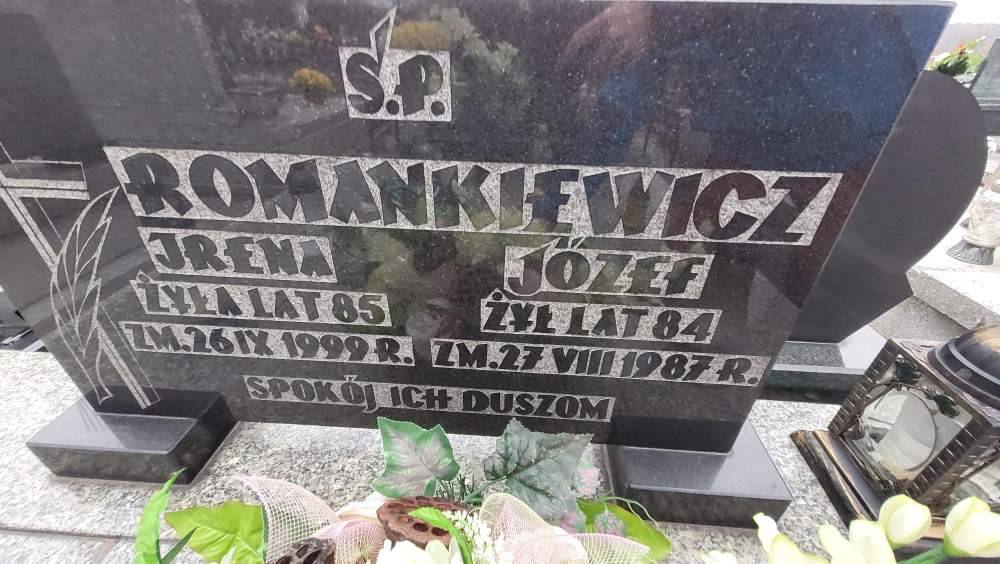 Ś.P.
ROMANKIEWICZ
IRENA
ŻYŁA LAT 85
ZM. 26 IX 1999 R.
JÓZEF
ŻYŁ LAT 84
ZM. 27 VIII 1987 R.
SPOKÓJ ICH DUSZOM